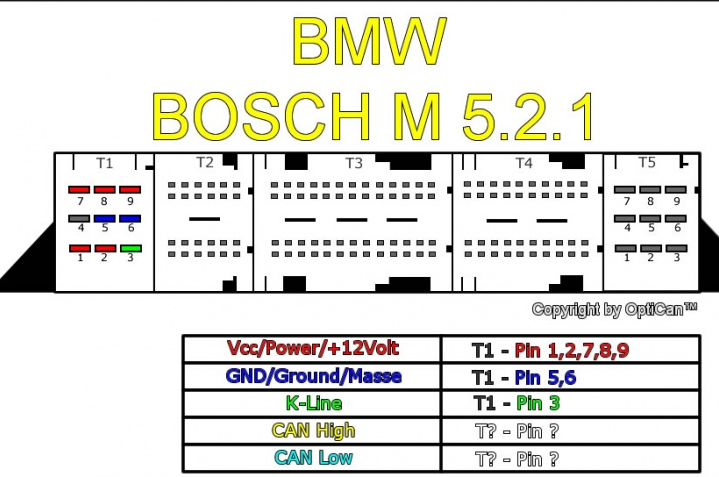 BMW
BOSCH M 5.2.1
T1 T2 T3 T4 T5
7 8 9 7 8 9
4 5 6 4 5 6
1 2 3 1 2 3
Copyright by OptiCan™
Vcc/Power/+12Volt T1 - Pin 1,2,7,8,9
GND/Ground/Masse T1 - Pin 5,6
K-Line T1 - Pin 3
CAN High T? - Pin ?
CAN Low T? - Pin ?